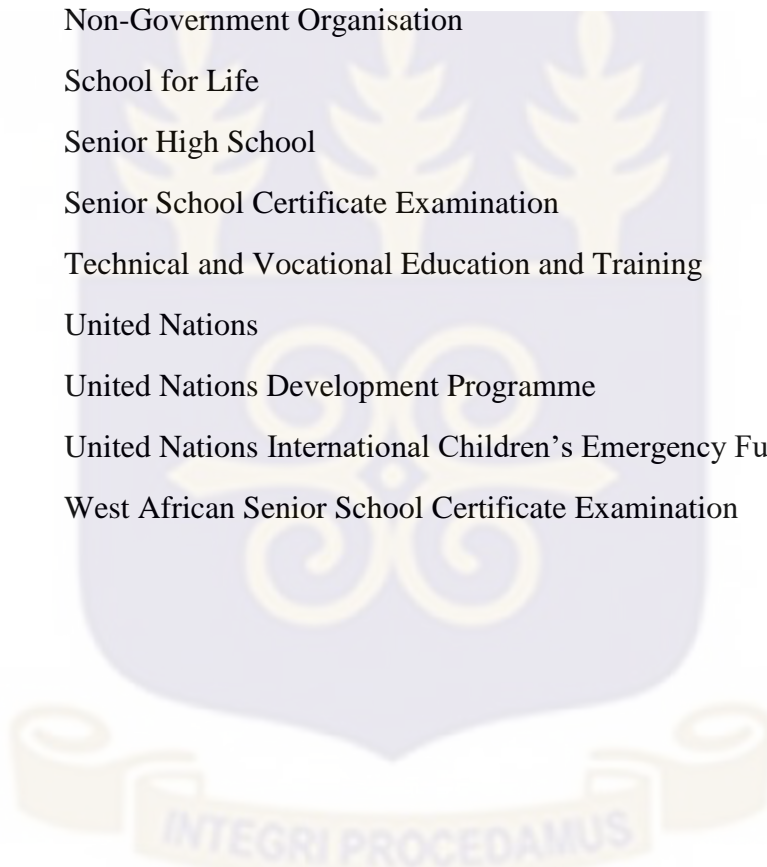 Non-Government Organisation
School for Life
Senior High School
Senior School Certificate Examination
Technical and Vocational Education and Training
United Nations
United Nations Development Programme
United Nations International Children’s Emergency Fu
West African Senior School Certificate Examination
INTEGRI PROCEDAMUS